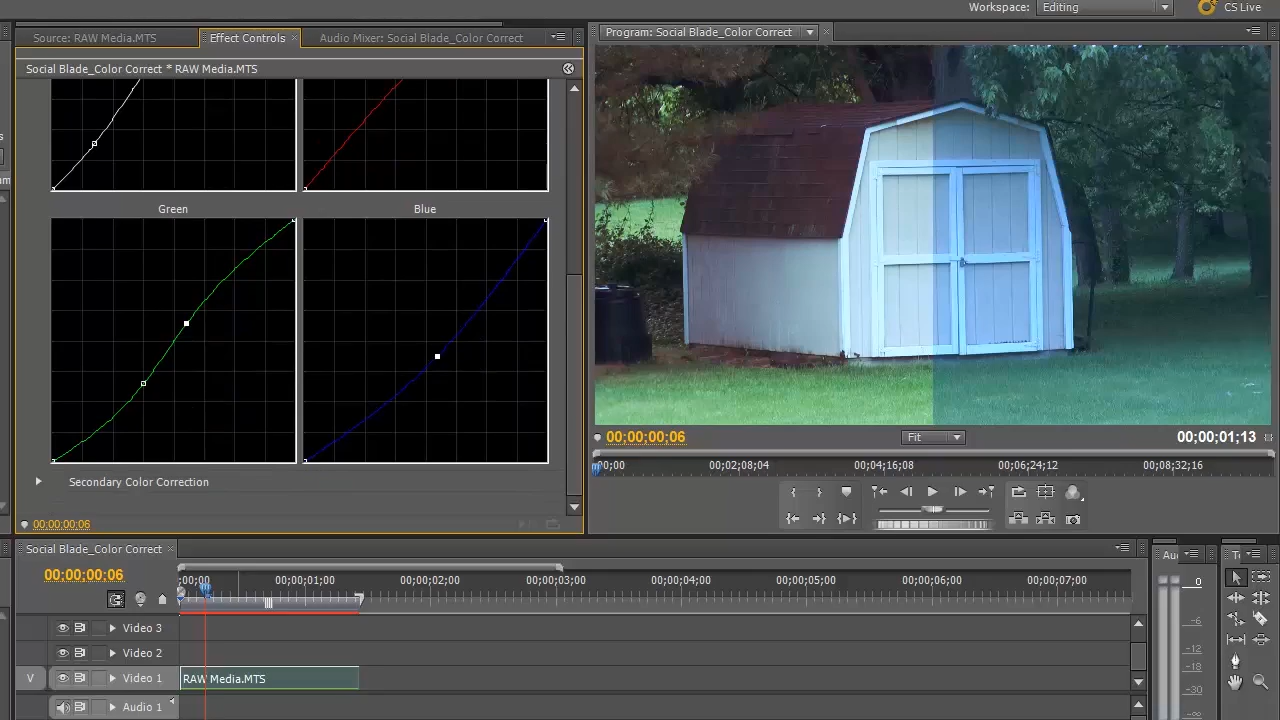 Workspace: Editing CS Live
Source: RAW Media.MTS Effect Controls × Audio Mixer: Social Blade_Color Correct Program: Social Blade_Color Correct ×
Social Blade_Color Correct * RAW Media.MTS
Green Blue
Secondary Color Correction
00;00;00;06
00;00;00;06 Fit 00;00;01;13
00;00 00;02;08;04 00;04;16;08 00;06;24;12 00;08;32;16
Social Blade_Color Correct ×
00;00;00;06
;00;00 00;00;01;00 00;00;02;00 00;00;03;00 00;00;04;00 00;00;05;00 00;00;06;00 00;00;07;00
Video 3
Video 2
V Video 1 RAW Media.MTS
Audio 1
Au
0
-6
-12
-18
-30
-∞